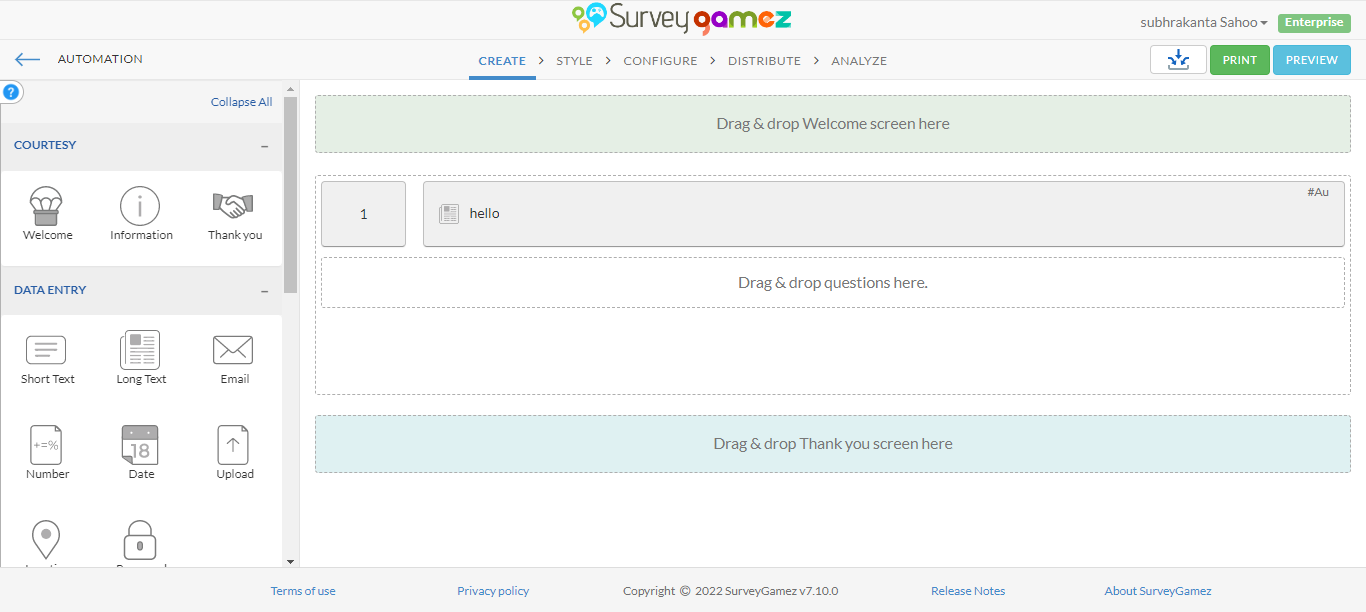 Survey gamez
subhrakanta Sahoo
Enterprise
AUTOMATION
CREATE
STYLE
CONFIGURE
DISTRIBUTE
ANALYZE
PRINT
PREVIEW
?
Collapse All
COURTESY
Welcome
Information
Thank you
DATA ENTRY
Short Text
Long Text
Email
+=%
18
Number
Date
Upload
Drag & drop Welcome screen here
1
hello
#Au
Drag & drop questions here.
Drag & drop Thank you screen here
Terms of use
Privacy policy
Copyright © 2022 SurveyGamez v7.10.0
Release Notes
About SurveyGamez